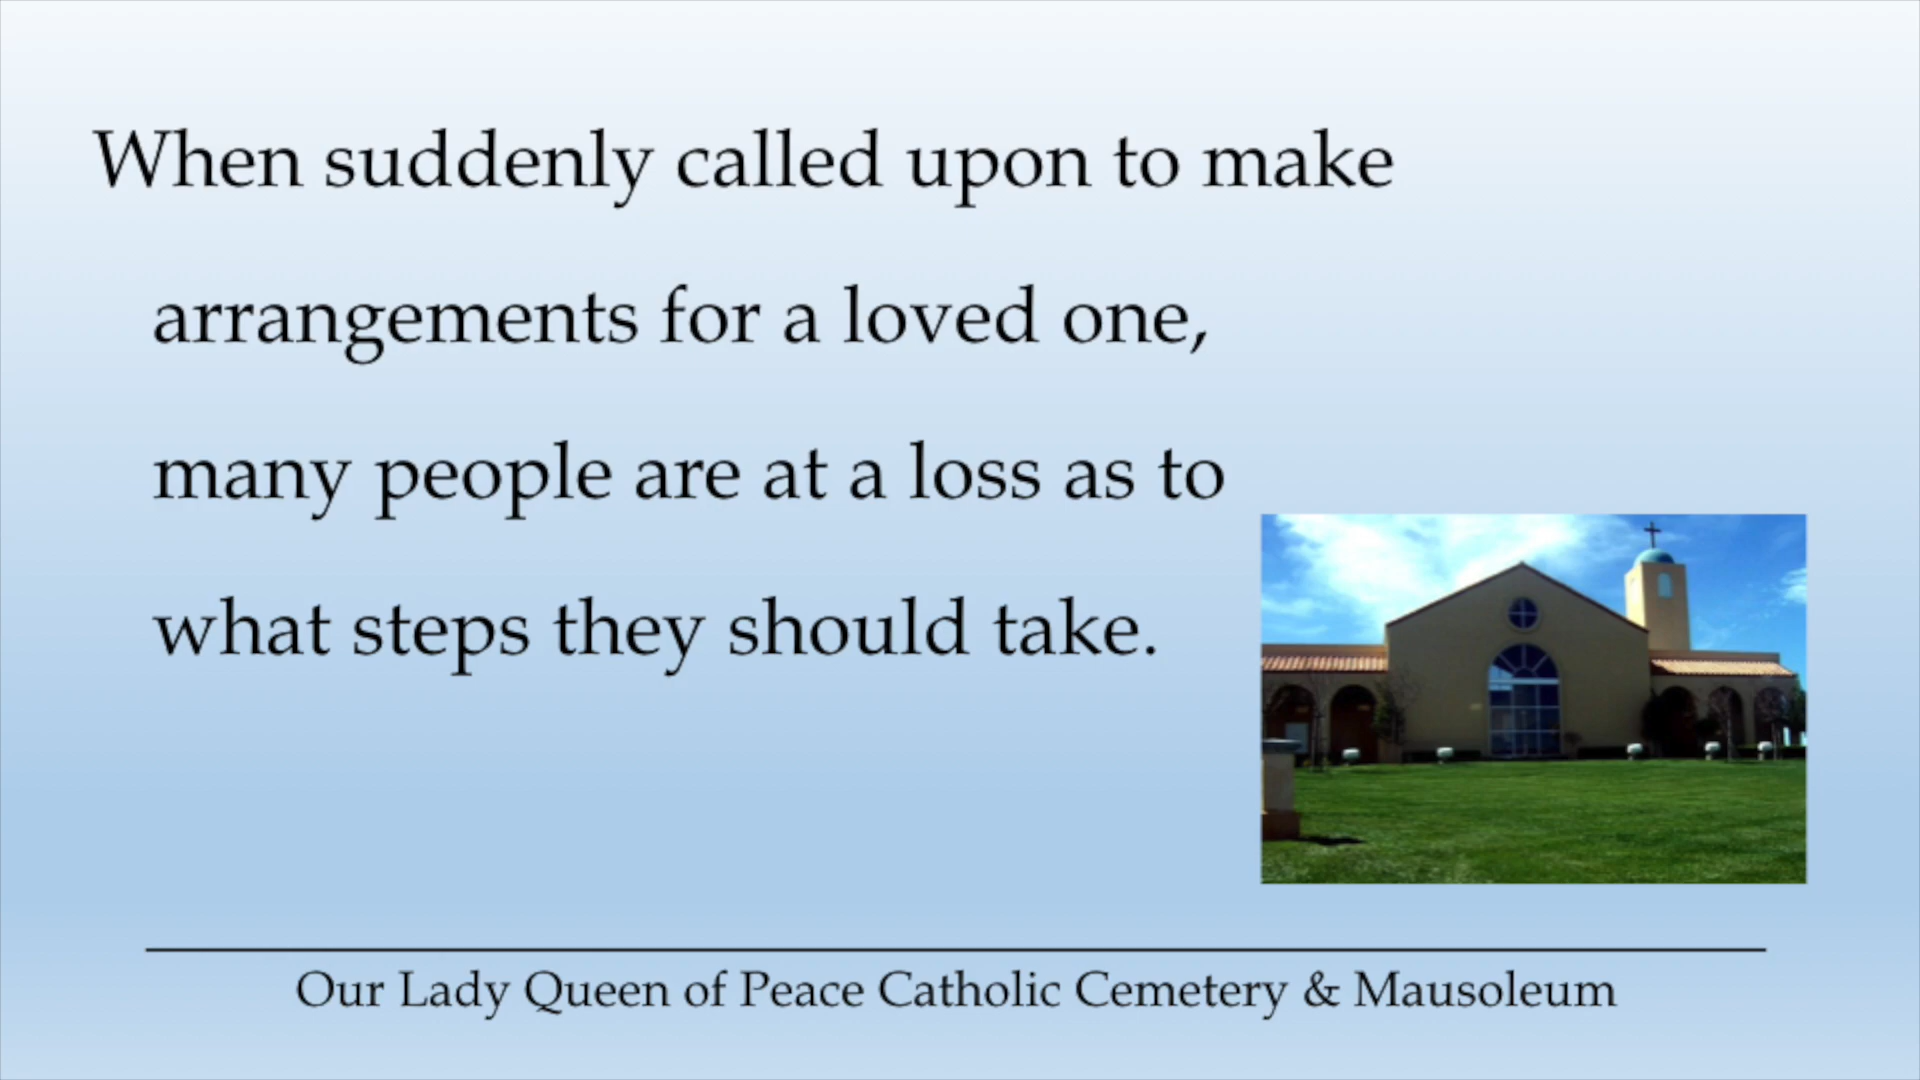 When suddenly called upon to make
arrangements for a loved one,
many people are at a loss as to
what steps they should take.
Our Lady Queen of Peace Catholic Cemetery & Mausoleum